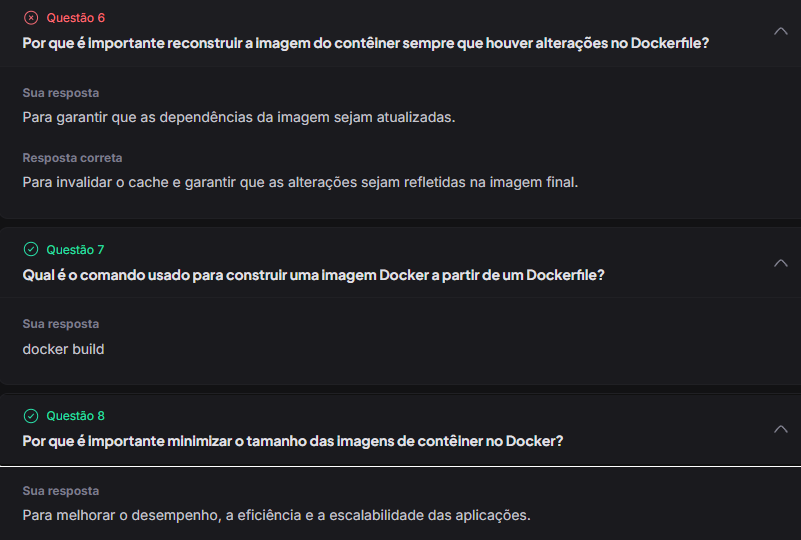 Questão 6
Por que é importante reconstruir a imagem do contêiner sempre que houver alterações no Dockerfile?
Sua resposta
Para garantir que as dependências da imagem sejam atualizadas.
Resposta correta
Para invalidar o cache e garantir que as alterações sejam refletidas na imagem final.
Questão 7
Qual é o comando usado para construir uma imagem Docker a partir de um Dockerfile?
Sua resposta
docker build
Questão 8
Por que é importante minimizar o tamanho das imagens de contêiner no Docker?
Sua resposta
Para melhorar o desempenho, a eficiência e a escalabilidade das aplicações.